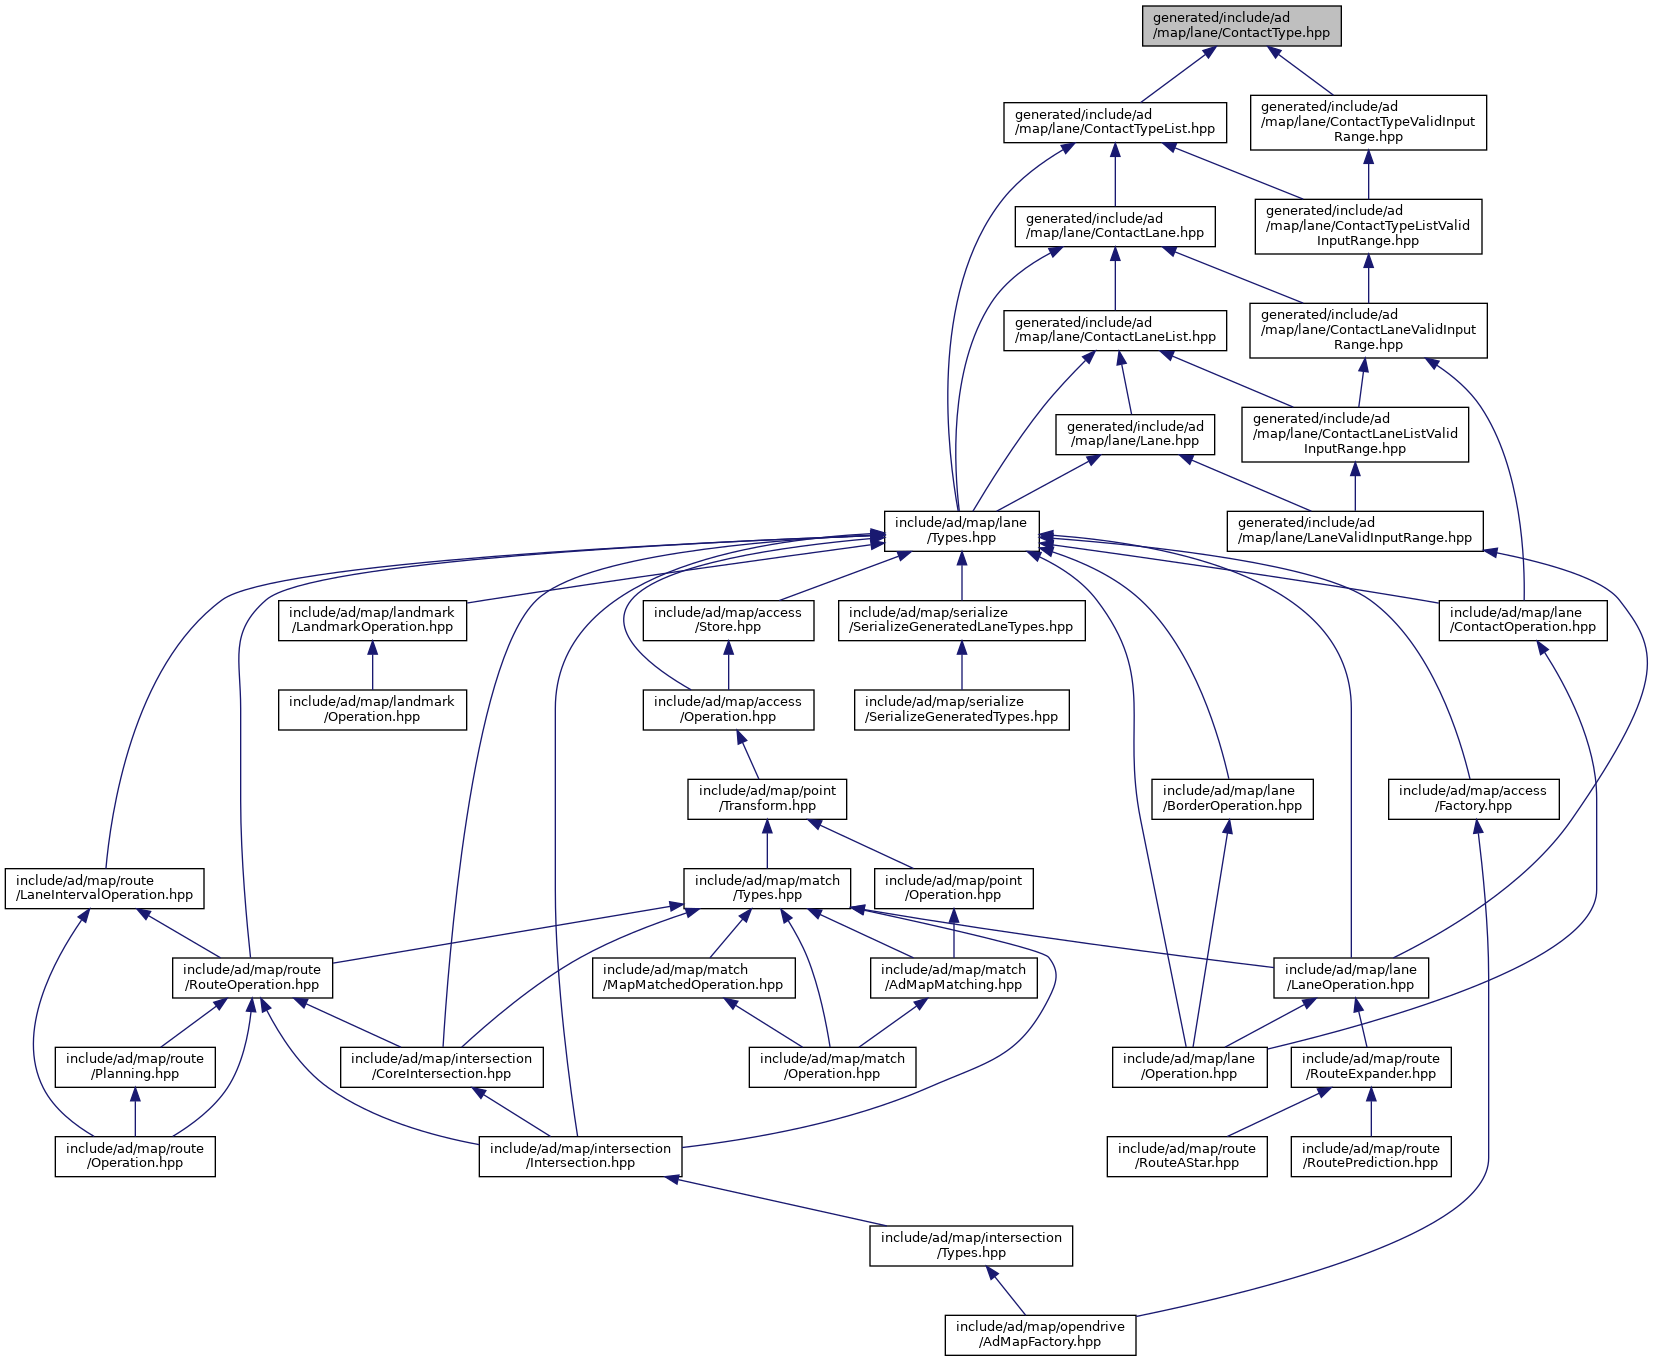 generated/include/ad
/map/lane/ContactType.hpp
generated/include/ad
/map/lane/ContactTypeList.hpp
generated/include/ad
/map/lane/ContactTypeValidInput
Range.hpp
generated/include/ad
/map/lane/ContactLane.hpp
generated/include/ad
/map/lane/ContactTypeListValid
InputRange.hpp
generated/include/ad
/map/lane/ContactLaneList.hpp
generated/include/ad
/map/lane/ContactLaneValidInput
Range.hpp
generated/include/ad
/map/lane/Lane.hpp
generated/include/ad
/map/lane/ContactLaneListValid
InputRange.hpp
include/ad/map/lane
/Types.hpp
generated/include/ad
/map/lane/LaneValidInputRange.hpp
include/ad/map/landmark
/LandmarkOperation.hpp
include/ad/map/access
/Store.hpp
include/ad/map/serialize
/SerializeGeneratedLaneTypes.hpp
include/ad/map/lane
/ContactOperation.hpp
include/ad/map/landmark
/Operation.hpp
include/ad/map/access
/Operation.hpp
include/ad/map/serialize
/SerializeGeneratedTypes.hpp
include/ad/map/point
/Transform.hpp
include/ad/map/lane
/BorderOperation.hpp
include/ad/map/access
/Factory.hpp
include/ad/map/route
/LaneIntervalOperation.hpp
include/ad/map/match
/Types.hpp
include/ad/map/point
/Operation.hpp
include/ad/map/route
/RouteOperation.hpp
include/ad/map/match
/MapMatchedOperation.hpp
include/ad/map/match
/AdMapMatching.hpp
include/ad/map/lane
/LaneOperation.hpp
include/ad/map/route
/Planning.hpp
include/ad/map/intersection
/CoreIntersection.hpp
include/ad/map/match
/Operation.hpp
include/ad/map/lane
/Operation.hpp
include/ad/map/route
/RouteExpander.hpp
include/ad/map/route
/Operation.hpp
include/ad/map/intersection
/Intersection.hpp
include/ad/map/route
/RouteAStar.hpp
include/ad/map/route
/RoutePrediction.hpp
include/ad/map/intersection
/Types.hpp
include/ad/map/opendrive
/AdMapFactory.hpp